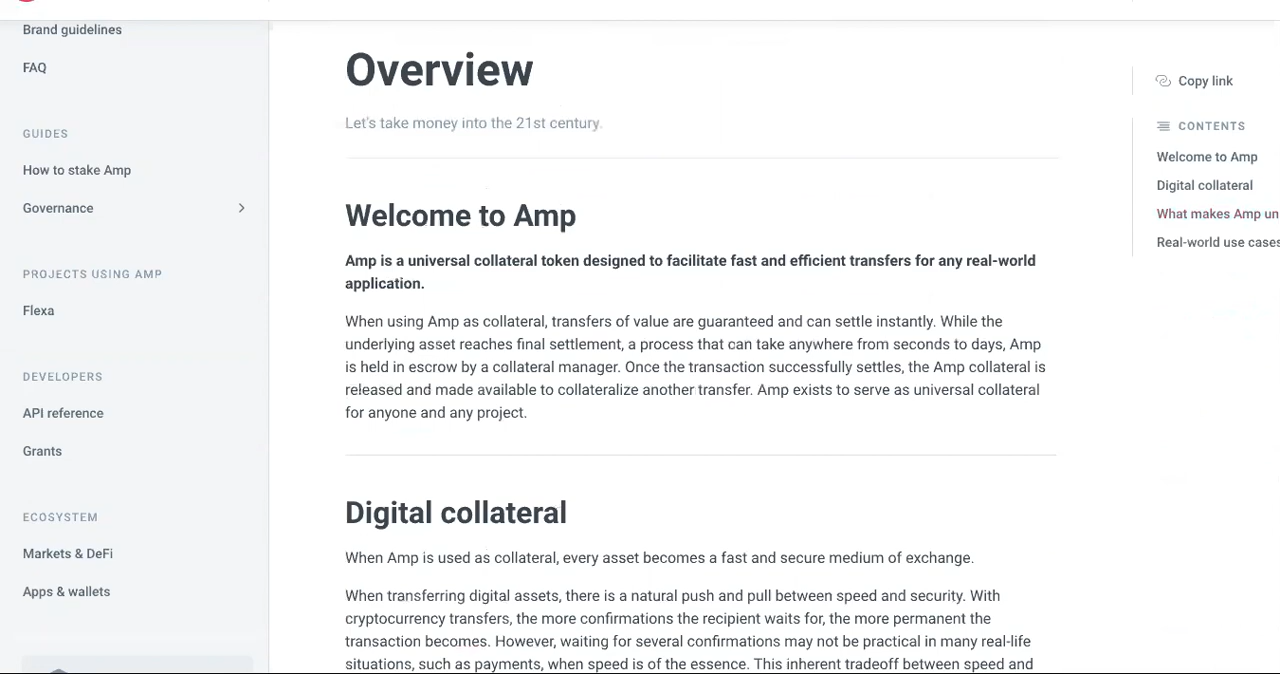 Brand guidelines
FAQ
GUIDES
How to stake Amp
Governance
PROJECTS USING AMP
Flexa
DEVELOPERS
API reference
Grants
ECOSYSTEM
Markets & DeFi
Apps & wallets
Overview
Let's take money into the 21st century.
Welcome to Amp
Amp is a universal collateral token designed to facilitate fast and efficient transfers for any real-world
application.
When using Amp as collateral, transfers of value are guaranteed and can settle instantly. While the
underlying asset reaches final settlement, a process that can take anywhere from seconds to days, Amp
is held in escrow by a collateral manager. Once the transaction successfully settles, the Amp collateral is
released and made available to collateralize another transfer. Amp exists to serve as universal collateral
for anyone and any project.
Digital collateral
When Amp is used as collateral, every asset becomes a fast and secure medium of exchange.
When transferring digital assets, there is a natural push and pull between speed and security. With
cryptocurrency transfers, the more confirmations the recipient waits for, the more permanent the
transaction becomes. However, waiting for several confirmations may not be practical in many real-life
situations, such as payments, when speed is of the essence. This inherent tradeoff between speed and
Copy link
CONTENTS
Welcome to Amp
Digital collateral
What makes Amp un
Real-world use cases